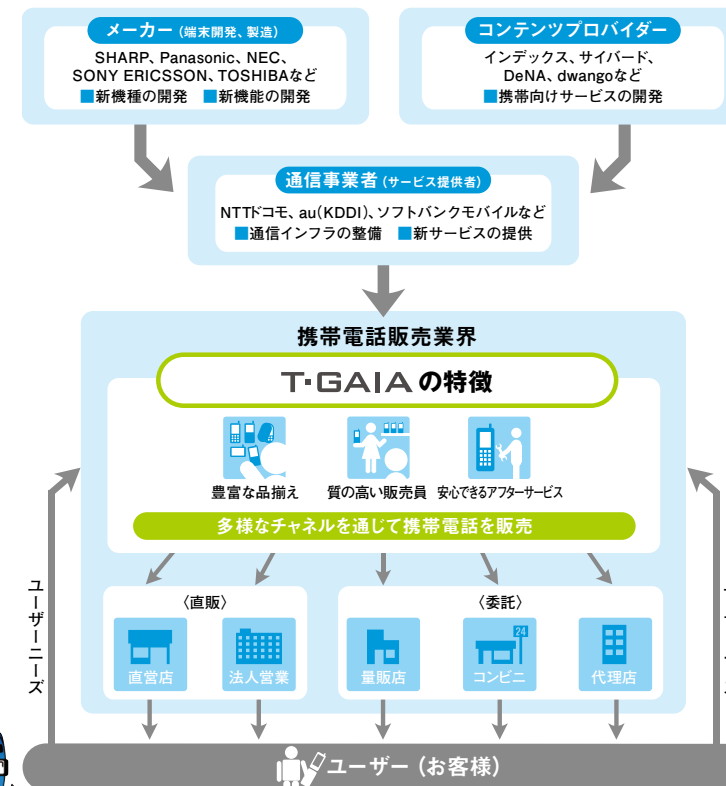 メーカー（端末開発、製造）
SHARP、Panasonic、NEC、
SONY ERICSSON、TOSHIBAなど
■新機種の開発 ■新機能の開発
コンテンツプロバイダー
インデックス、サイバード、
DeNA、dwangoなど
■携帯向けサービスの開発
通信事業者（サービス提供者）
NTTドコモ、au(KDDI)、ソフトバンクモバイルなど
■通信インフラの整備 ■新サービスの提供
携帯電話販売業界
T・GAIAの特徴
豊富な品揃え
質の高い販売員
安心できるアフターサービス
多様なチャネルを通じて携帯電話を販売
〈直販〉
〈委託〉
直営店
法人営業
量販店
24
コンビニ
代理店
ユーザーニーズ
ユーザー（お客様）